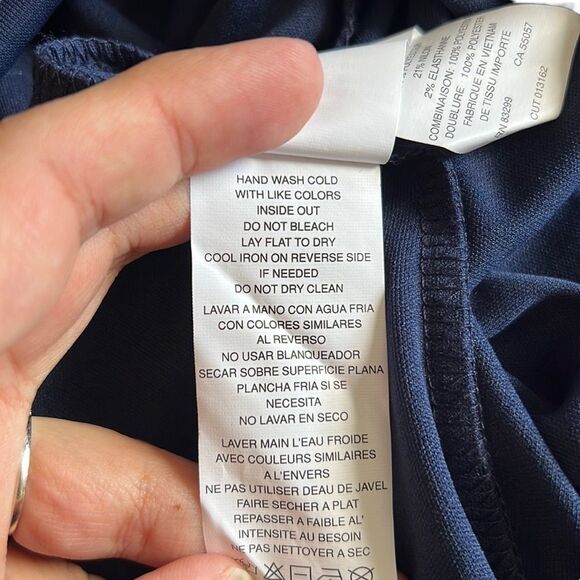 21% NILON
2% ELASTHANNE
COMBINAISON: 100% POLYESTER
DOUBLURE 100% POLYESTER
FABRIQUE EN VIETNAM
DE TISSU IMPORTE
RN 83299
CA 55057
CUT 013162
HAND WASH COLD
WITH LIKE COLORS
INSIDE OUT
DO NOT BLEACH
LAY FLAT TO DRY
COOL IRON ON REVERSE SIDE
IF NEEDED
DO NOT DRY CLEAN
LAVAR A MANO CON AGUA FRIA
CON COLORES SIMILARES
AL REVERSO
NO USAR BLANQUEADOR
SECAR SOBRE SUPERFICIE PLANA
PLANCHA FRIA SI SE
NECESITA
NO LAVAR EN SECO
LAVER MAIN L'EAU FROIDE
AVEC COULEURS SIMILAIRES
A L'ENVERS
NE PAS UTILISER DEAU DE JAVEL
FAIRE SECHER A PLAT
REPASSER A FAIBLE AL'
INTENSITE AU BESOIN
NE PAS NETTOYER A SEC